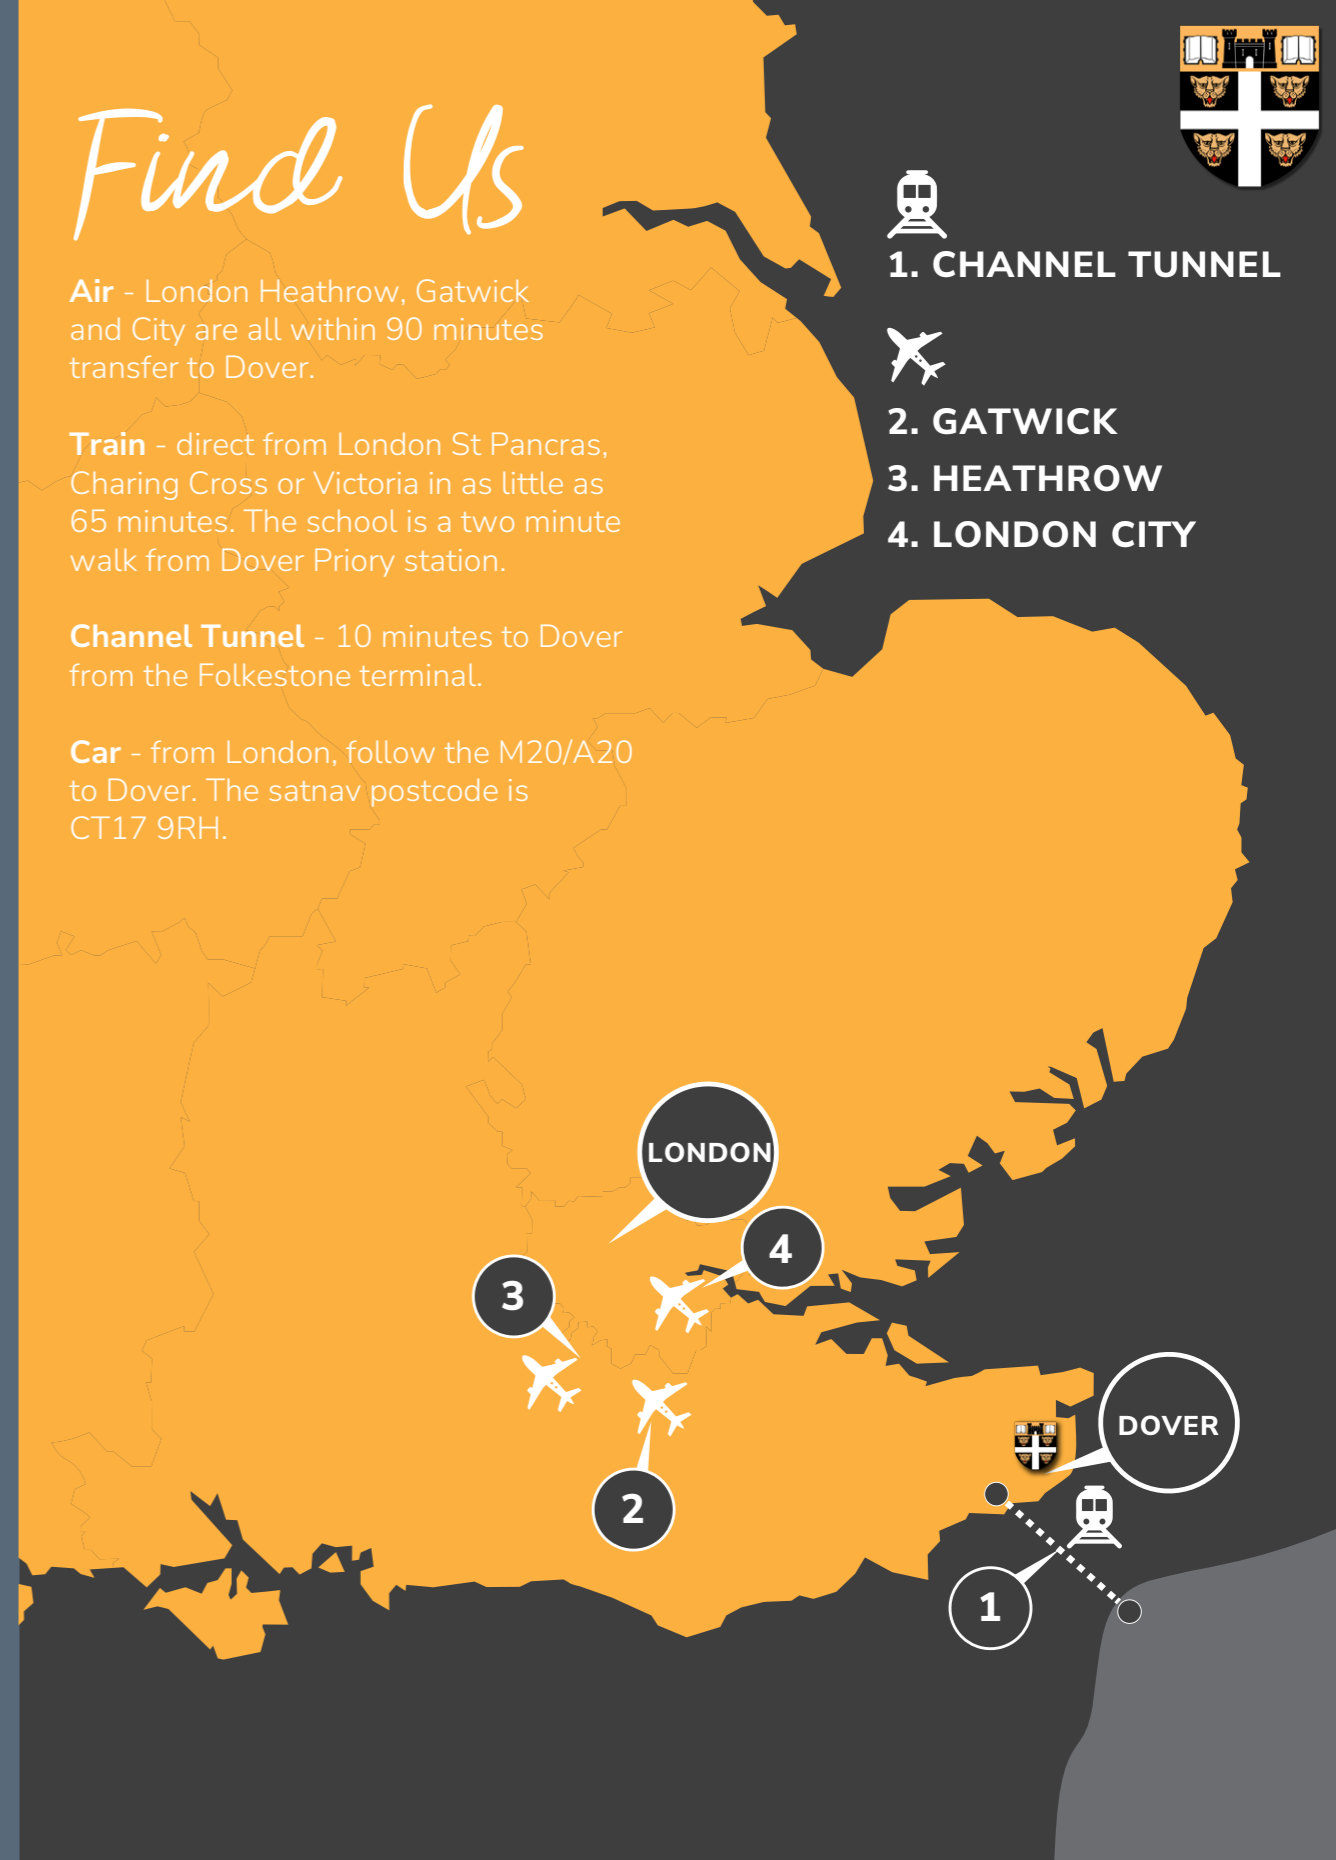 Find Us
Air - London Heathrow, Gatwick
and City are all within 90 minutes
transfer to Dover.
Train - direct from London St Pancras,
Charing Cross or Victoria in as little as
65 minutes. The school is a two minute
walk from Dover Priory station.
Channel Tunnel - 10 minutes to Dover
from the Folkestone terminal.
Car - from London, follow the M20/A20
to Dover. The satnav postcode is
CT17 9RH.
1. CHANNEL TUNNEL
2. GATWICK
3. HEATHROW
4. LONDON CITY
LONDON
4
3
DOVER
2
1